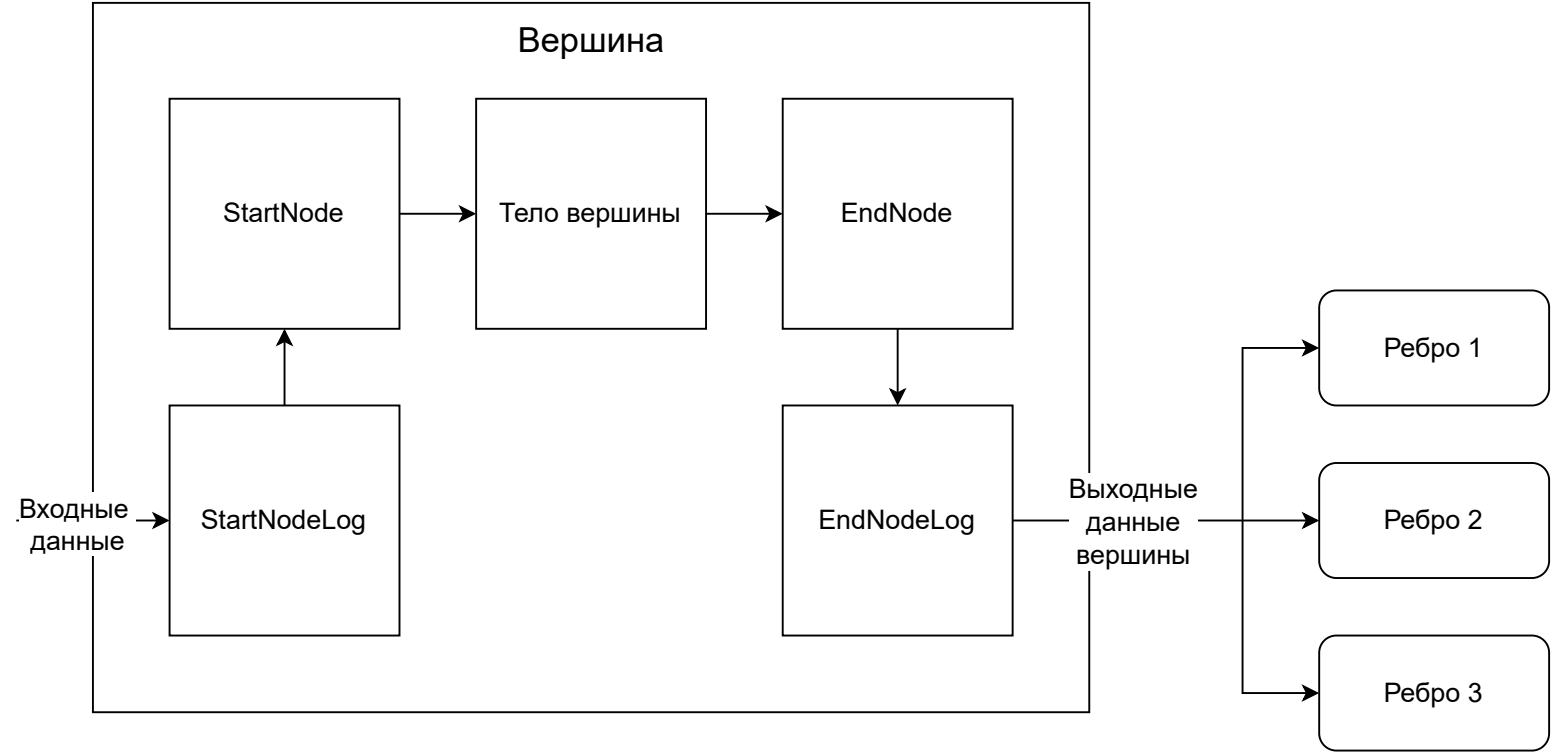 Вершина
StartNode
Тело вершины
EndNode
Ребро 1
Входные
данные
StartNodeLog
EndNodeLog
Выходные
данные
вершины
Ребро 2
Ребро 3